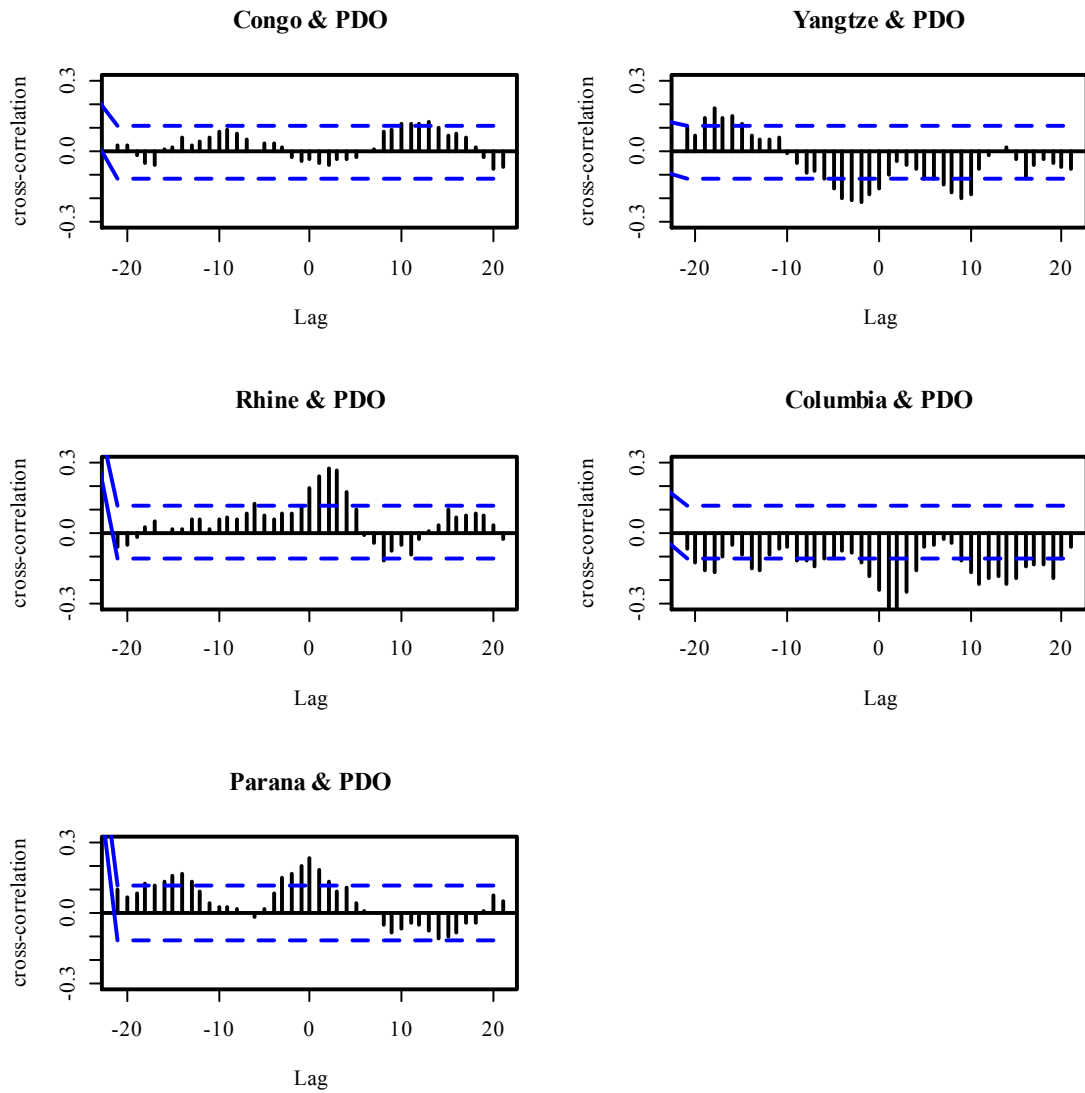 Congo & PDO
cross-correlation
0.3
0.0
-0.3
-20 -10 0 10 20
Lag
Yangtze & PDO
cross-correlation
0.3
0.0
-0.3
-20 -10 0 10 20
Lag
Rhine & PDO
cross-correlation
0.3
0.0
-0.3
-20 -10 0 10 20
Lag
Columbia & PDO
cross-correlation
0.3
0.0
-0.3
-20 -10 0 10 20
Lag
Parana & PDO
cross-correlation
0.3
0.0
-0.3
-20 -10 0 10 20
Lag